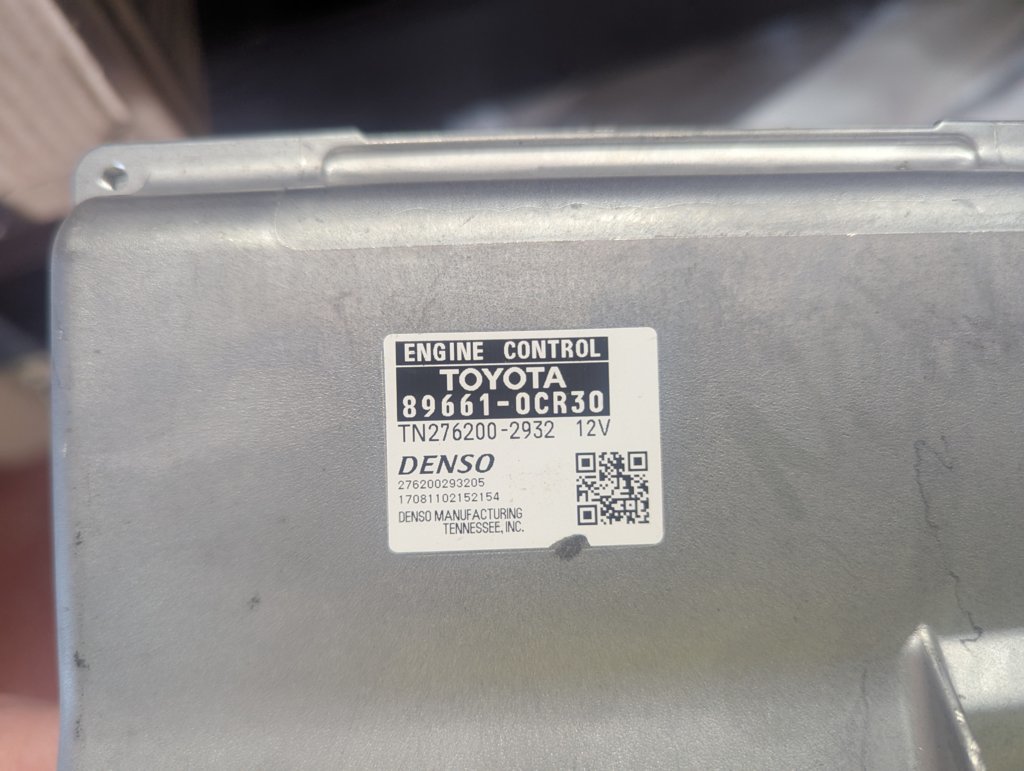 ENGINE CONTROL
TOYOTA
89661-0CR30
TN276200-2932 12V
DENSO
276200293205
17081102152154
DENSO MANUFACTURING
TENNESSEE, INC.